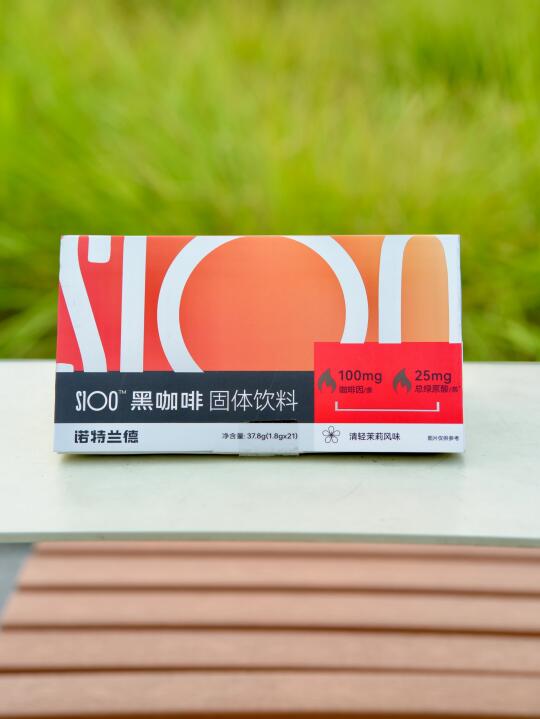 SIOO
SIOO™ 黑咖啡 固体饮料
100mg
咖啡因/条
25mg
总绿原酸/条
诺特兰德
净含量: 37.8g(1.8gx21)
清轻茉莉风味
图片仅供参考